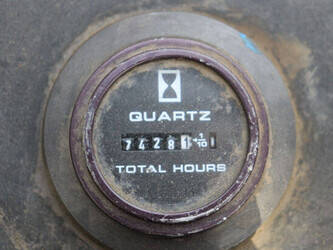 QUARTZ
74281 1/10
TOTAL HOURS